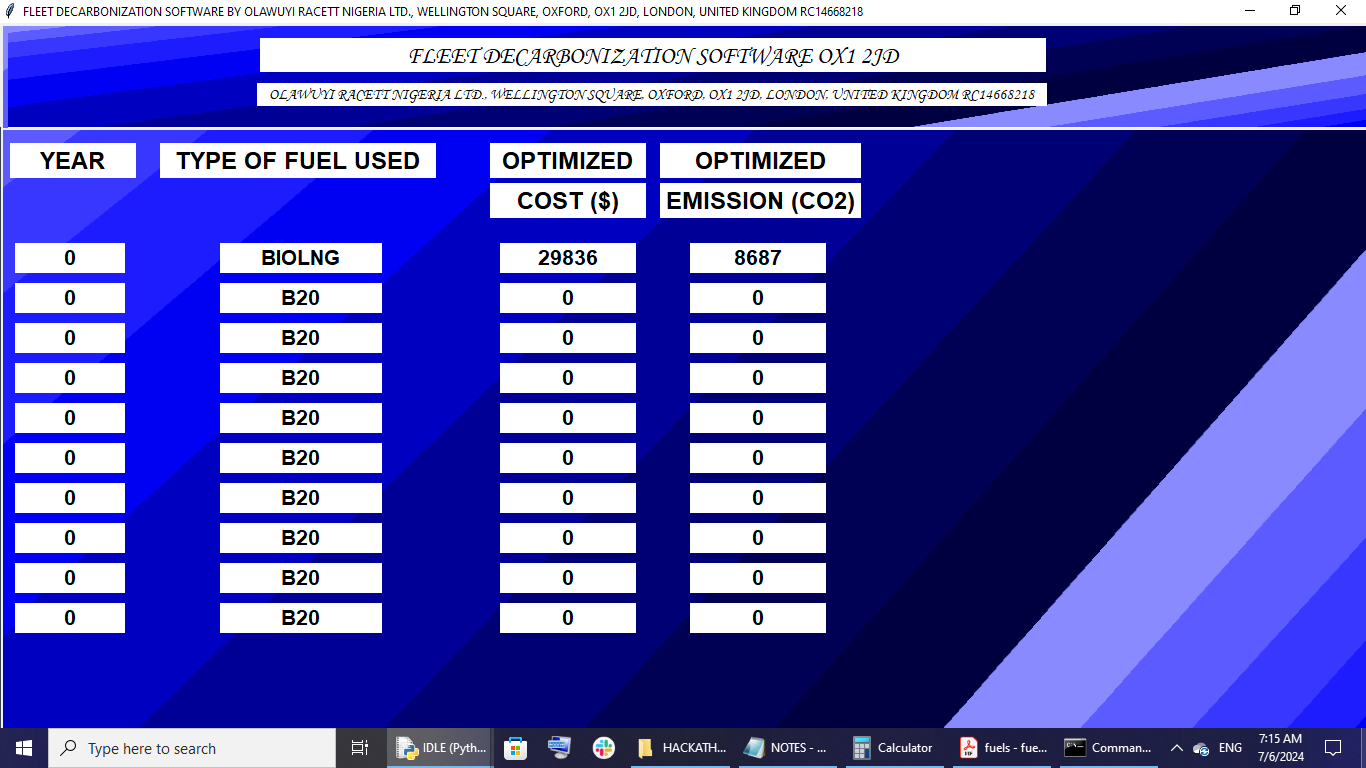 FLEET DECARBONIZATION SOFTWARE BY OLAWUYI RACETT NIGERIA LTD., WELLINGTON SQUARE, OXFORD, OX1 2JD, LONDON, UNITED KINGDOM RC14668218
FLEET DECARBONIZATION SOFTWARE OX1 2JD
OLAWUYI RACETT NIGERIA LTD., WELLINGTON SQUARE, OXFORD, OX1 2JD, LONDON, UNITED KINGDOM RC14668218
YEAR TYPE OF FUEL USED OPTIMIZED OPTIMIZED
COST ($) EMISSION (CO2)
0 BIOLNG 29836 8687
0 B20 0 0
0 B20 0 0
0 B20 0 0
0 B20 0 0
0 B20 0 0
0 B20 0 0
0 B20 0 0
0 B20 0 0
0 B20 0 0
Type here to search IDLE (Pyth... HACKATH... NOTES - ... Calculator fuels - fue... Comman... ENG 7:15 AM
7/6/2024